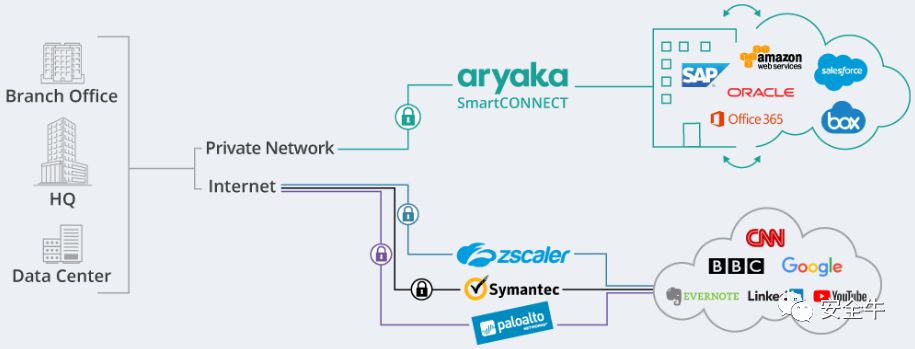 Branch Office
HQ
Data Center
Private Network
Internet
aryaka
SmartCONNECT
zscaler
Symantec
paloalto
NETWORKS
SAP
amazon
web services
salesforce
ORACLE
Office 365
box
CNN
BBC
Google
EVERNOTE
Linked
YouTube
安全牛